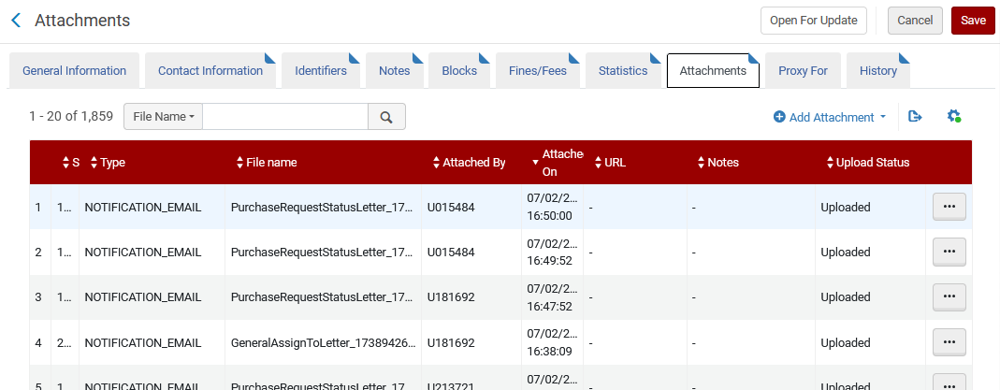 Attachments
Open For Update Cancel Save
General Information Contact Information Identifiers Notes Blocks Fines/Fees Statistics Attachments Proxy For History
1 - 20 of 1,859 File Name Add Attachment
S Type File name Attached By Attache On URL Notes Upload Status
1 1... NOTIFICATION_EMAIL PurchaseRequestStatusLetter_17... U015484 07/02/2... 16:50:00 - - Uploaded ...
2 1... NOTIFICATION_EMAIL PurchaseRequestStatusLetter_17... U015484 07/02/2... 16:49:52 - - Uploaded ...
3 1... NOTIFICATION_EMAIL PurchaseRequestStatusLetter_17... U181692 07/02/2... 16:47:52 - - Uploaded ...
4 2... NOTIFICATION_EMAIL GeneralAssignToLetter_17389426... U181692 07/02/2... 16:38:09 - - Uploaded ...
5 1... NOTIFICATION_EMAIL PurchaseRequestStatusLetter_17... U213721 07/02/2... - - Uploaded ...